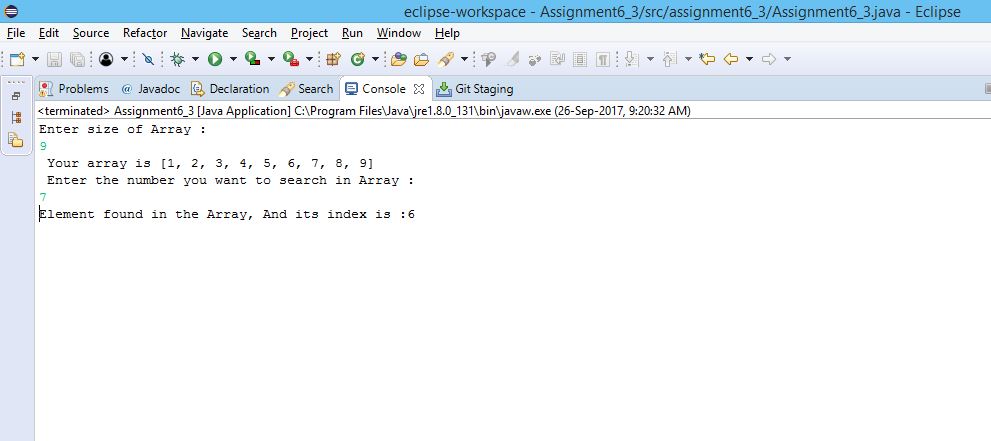 eclipse-workspace - Assignment6_3/src/assignment6_3/Assignment6_3.java - Eclipse
File Edit Source Refactor Navigate Search Project Run Window Help
Problems @ Javadoc Declaration Search Console Git Staging
<terminated> Assignment6_3 [Java Application] C:\Program Files\Java\jre1.8.0_131\bin\javaw.exe (26-Sep-2017, 9:20:32 AM)
Enter size of Array :
9
Your array is [1, 2, 3, 4, 5, 6, 7, 8, 9]
Enter the number you want to search in Array :
7
Element found in the Array, And its index is :6